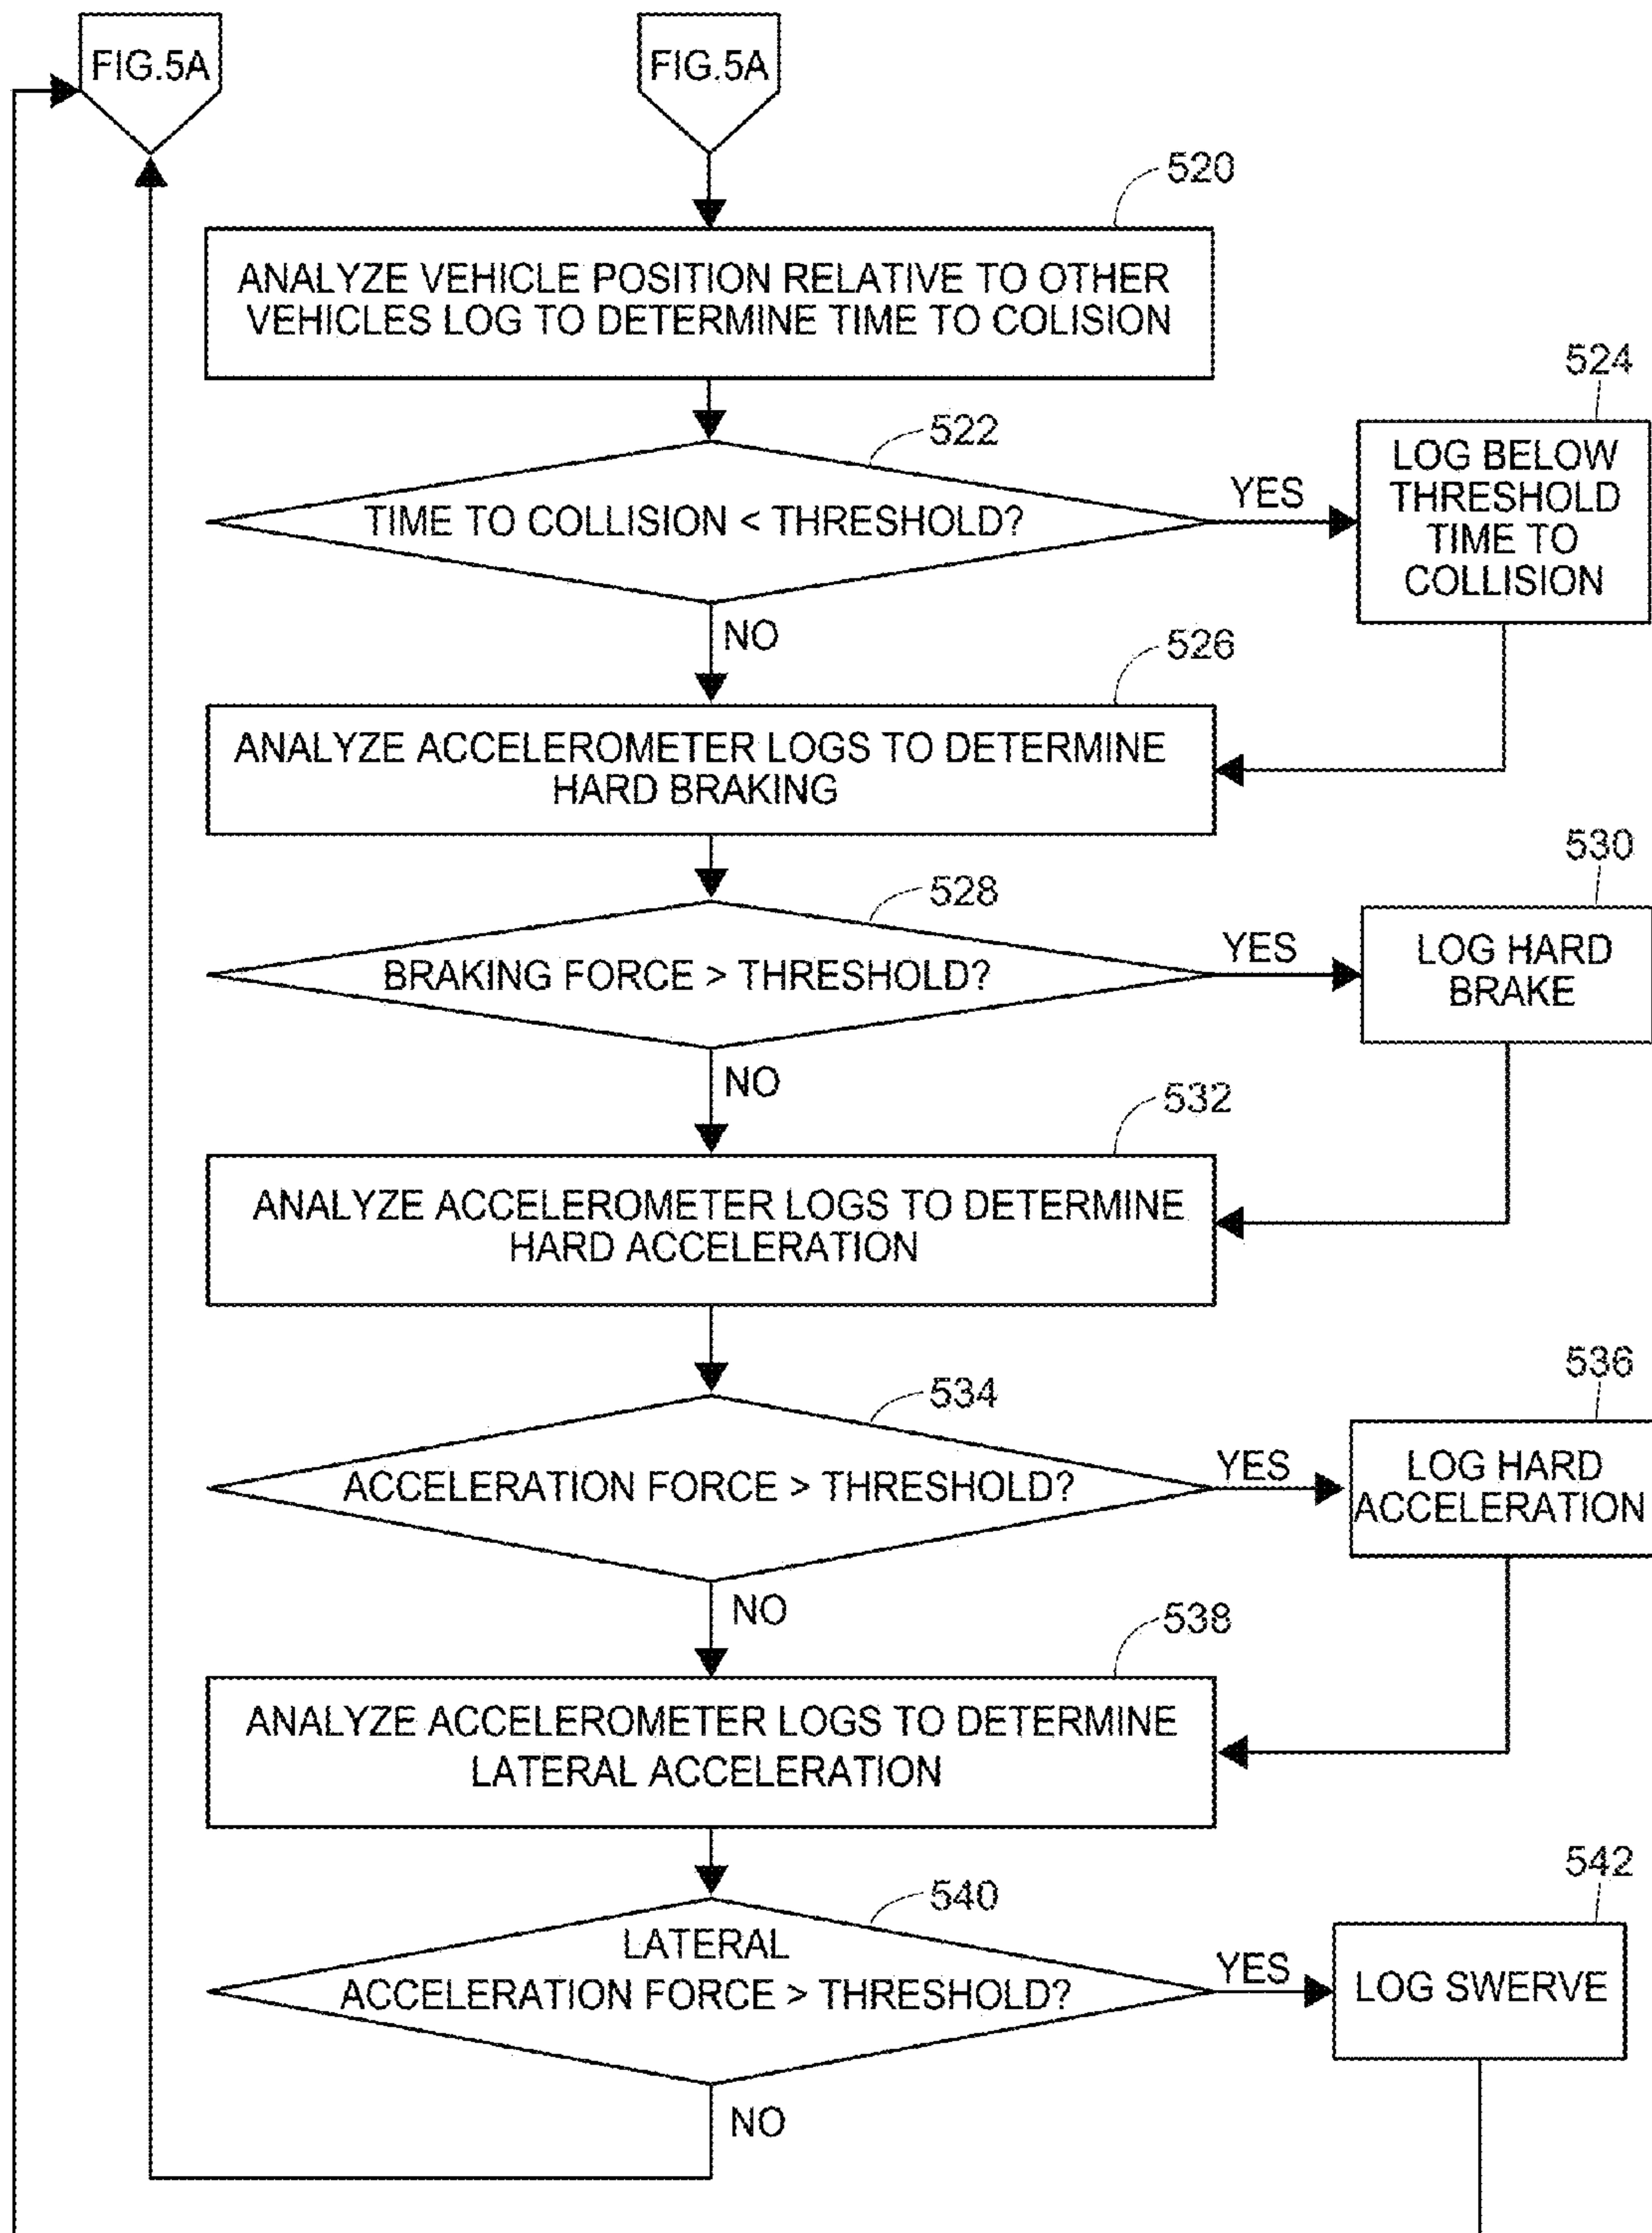 FIG.5A
FIG.5A
520
ANALYZE VEHICLE POSITION RELATIVE TO OTHER
VEHICLES LOG TO DETERMINE TIME TO COLISION
522
TIME TO COLLISION < THRESHOLD?
YES
524
LOG BELOW
THRESHOLD
TIME TO
COLLISION
NO
526
ANALYZE ACCELEROMETER LOGS TO DETERMINE
HARD BRAKING
528
BRAKING FORCE > THRESHOLD?
YES
530
LOG HARD
BRAKE
NO
532
ANALYZE ACCELEROMETER LOGS TO DETERMINE
HARD ACCELERATION
534
ACCELERATION FORCE > THRESHOLD?
YES
536
LOG HARD
ACCELERATION
NO
538
ANALYZE ACCELEROMETER LOGS TO DETERMINE
LATERAL ACCELERATION
540
LATERAL
ACCELERATION FORCE > THRESHOLD?
YES
542
LOG SWERVE
NO